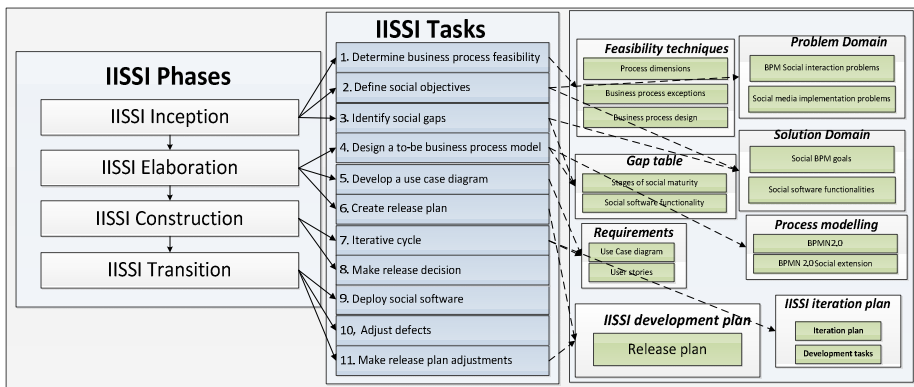 IISSI Phases
IISSI Inception
IISSI Elaboration
IISSI Construction
IISSI Transition
IISSI Tasks
1. Determine business process feasibility
2. Define social objectives
3. Identify social gaps
4. Design a to-be business process model
5. Develop a use case diagram
6. Create release plan
7. Iterative cycle
8. Make release decision
9. Deploy social software
10, Adjust defects
11. Make release plan adjustments
Feasibility techniques
Process dimensions
Business process exceptions
Business process design
Problem Domain
BPM Social interaction problems
Social media implementation problems
Solution Domain
Social BPM goals
Social software functionalities
Gap table
Stages of social maturity
Social software functionality
Process modelling
BPMN2,0
BPMN 2,0 Social extension
Requirements
Use Case diagram
User stories
IISSI development plan
Release plan
IISSI iteration plan
Iteration plan
Development tasks